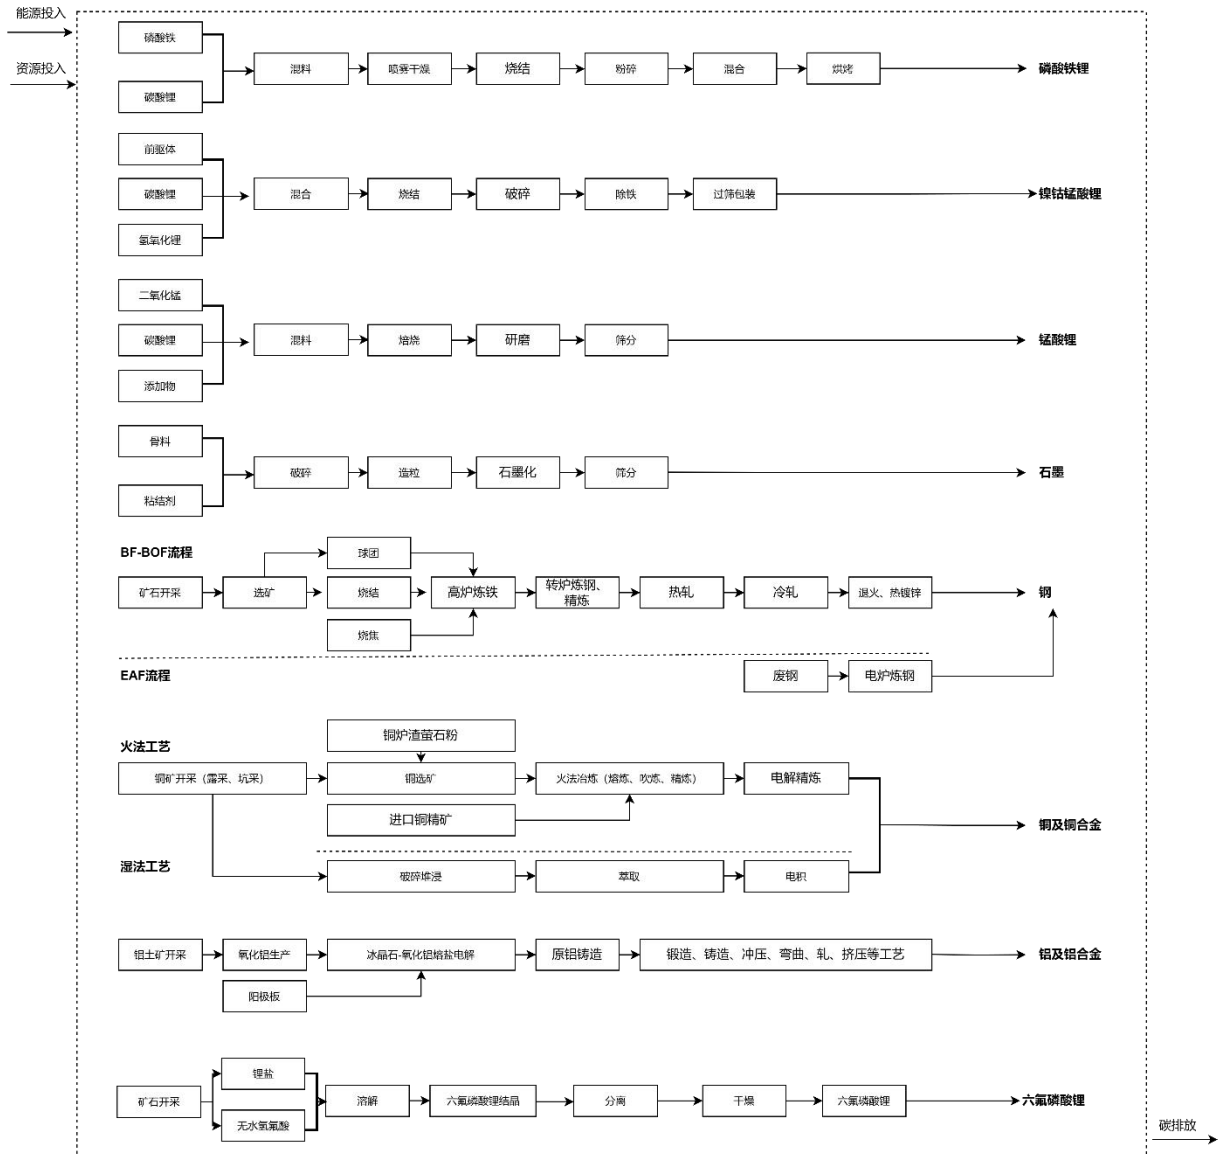 能源投入
资源投入
磷酸铁
碳酸锂
混料
喷雾干燥
烧结
粉碎
混合
烘烤
磷酸铁锂
前驱体
碳酸锂
氢氧化锂
混合
烧结
破碎
除铁
过筛包装
镍钴锰酸锂
二氧化锰
碳酸锂
添加物
混料
焙烧
研磨
筛分
锰酸锂
骨料
粘结剂
破碎
造粒
石墨化
筛分
石墨
BF-BOF流程
矿石开采
选矿
球团
烧结
烧焦
高炉炼铁
转炉炼钢、
精炼
热轧
冷轧
退火、热镀锌
钢
EAF流程
废钢
电炉炼钢
火法工艺
铜炉渣萤石粉
铜矿开采（露采、坑采）
铜选矿
火法冶炼（熔炼、吹炼、精炼）
电解精炼
进口铜精矿
铜及铜合金
湿法工艺
破碎堆浸
萃取
电积
铝土矿开采
氧化铝生产
冰晶石-氧化铝熔盐电解
原铝铸造
锻造、铸造、冲压、弯曲、轧、挤压等工艺
铝及铝合金
阳极板
矿石开采
锂盐
无水氢氟酸
溶解
六氟磷酸锂结晶
分离
干燥
六氟磷酸锂
六氟磷酸锂
碳排放